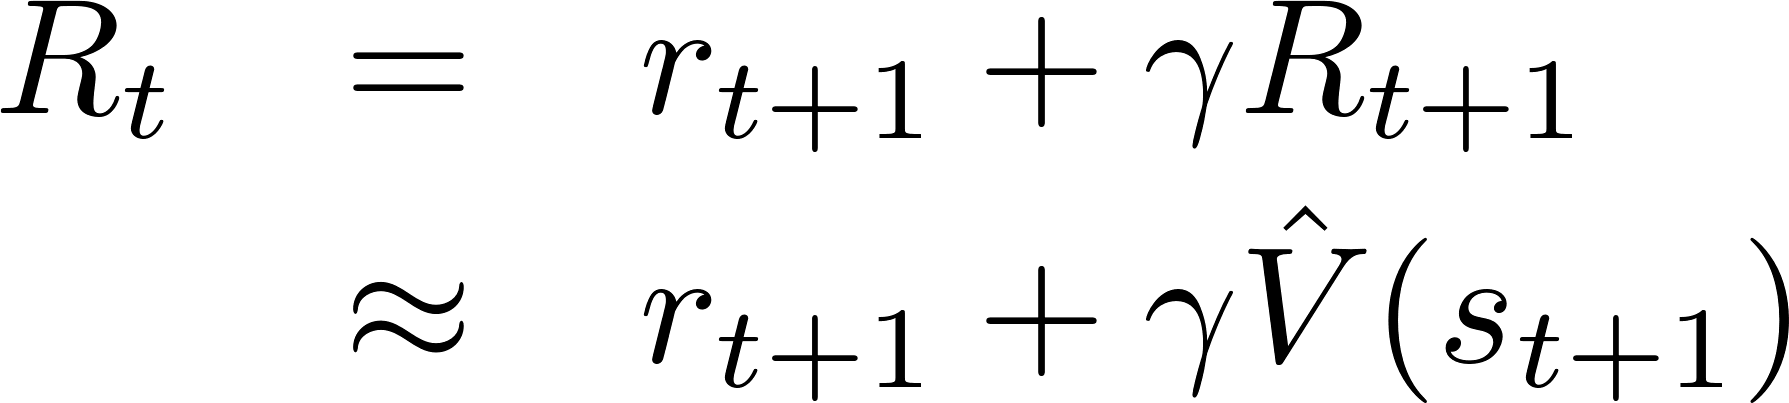 R_t = r_{t+1} + γR_{t+1}
≈ r_{t+1} + γV̂(s_{t+1})